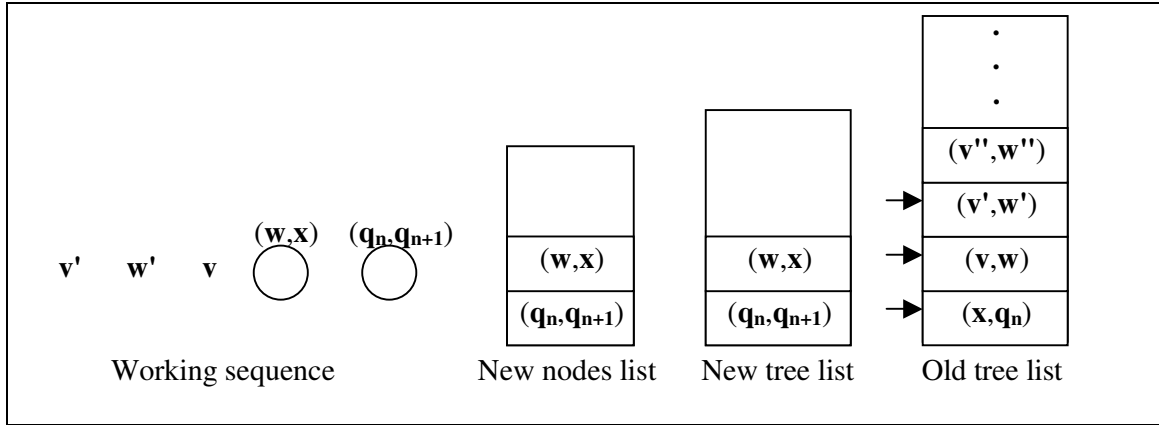 (v'',w'')
(v',w')
(w,x) (qₙ,qₙ₊₁)
v' w' v
(w,x) (w,x) (v,w)
(qₙ,qₙ₊₁) (qₙ,qₙ₊₁) (x,qₙ)
Working sequence New nodes list New tree list Old tree list